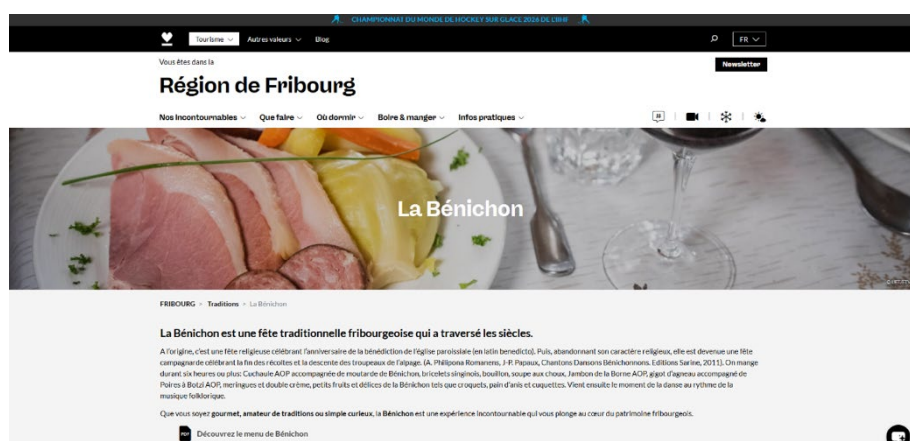 CHAMPIONNAT DU MONDE DE HOCKEY SUR GLACE 2026 DE L'IIHF
Tourisme Autres valeurs Blog FR
Vous êtes dans la
Newsletter
Région de Fribourg
Nos incontournables Que faire Où dormir Boire & manger Infos pratiques
La Bénichon
FRIBOURG > Traditions > La Bénichon
La Bénichon est une fête traditionnelle fribourgeoise qui a traversé les siècles.
A l'origine, c'est une fête religieuse célébrant l'anniversaire de la bénédiction de l'église paroissiale (en latin benedicto). Puis, abandonnant son caractère religieux, elle est devenue une fête
campagnarde célébrant la fin des récoltes et la descente des troupeaux de l'alpage. (A. Philipona Romanens, J-P. Papaux, Chantons Dansons Bénichonnons. Editions Sarine, 2011). On mange
durant six heures ou plus: Cuchaule AOP accompagnée de moutarde de Bénichon, bricelets singinois, bouillon, soupe aux choux, Jambon de la Borne AOP, gigot d'agneau accompagné de
Poires à Botzi AOP, meringues et double crème, petits fruits et délices de la Bénichon tels que croquets, pain d'anis et cuquettes. Vient ensuite le moment de la danse au rythme de la
musique folklorique.
Que vous soyez gourmet, amateur de traditions ou simple curieux, la Bénichon est une expérience incontournable qui vous plonge au cœur du patrimoine fribourgeois.
PDF Découvrez le menu de Bénichon